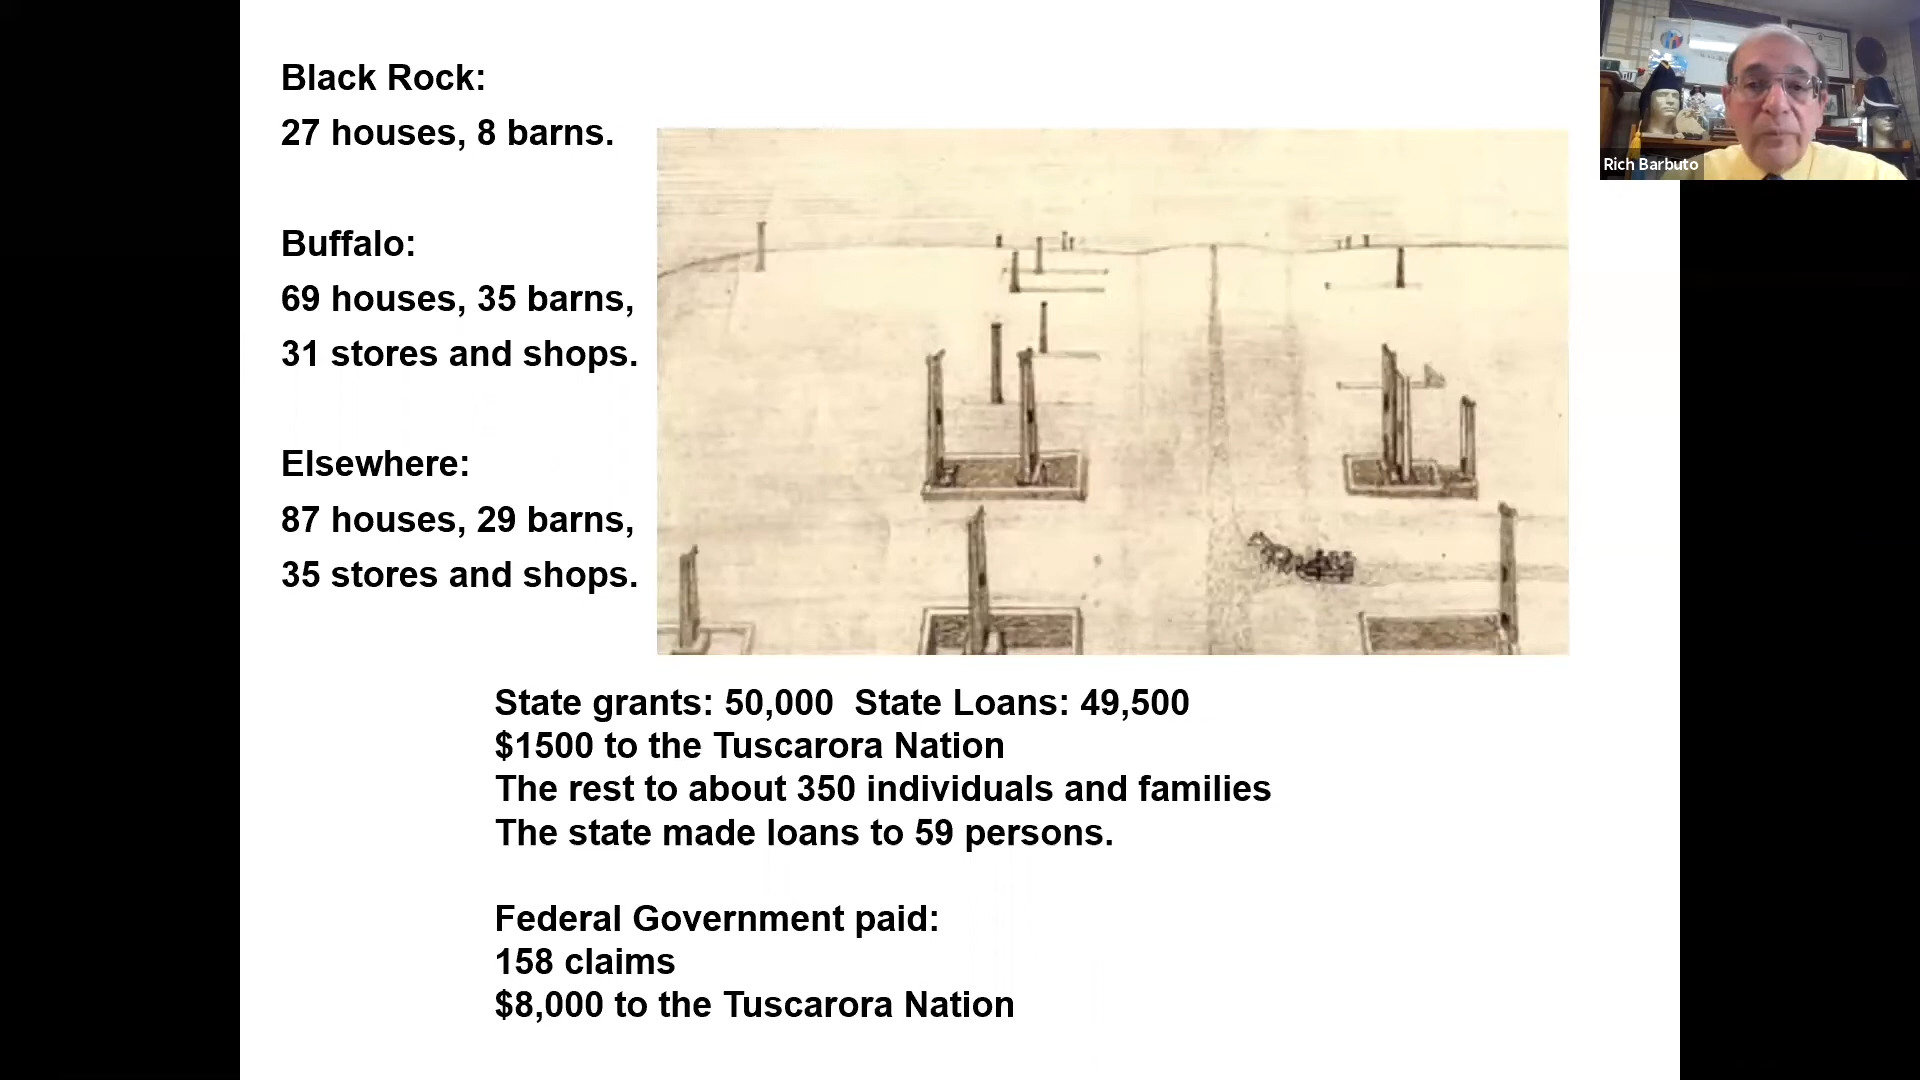 Black Rock:
27 houses, 8 barns.
Buffalo:
69 houses, 35 barns,
31 stores and shops.
Elsewhere:
87 houses, 29 barns,
35 stores and shops.
State grants: 50,000  State Loans: 49,500
$1500 to the Tuscarora Nation
The rest to about 350 individuals and families
The state made loans to 59 persons.
Federal Government paid:
158 claims
$8,000 to the Tuscarora Nation
Rich Barbuto